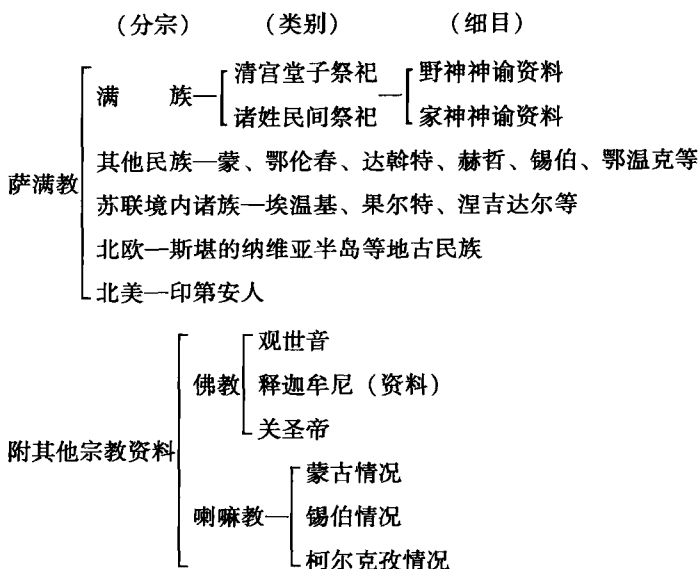 （分宗） （类别） （细目）
清宫堂子祭祀 野神神谕资料
满 族—
诸姓民间祭祀 — 家神神谕资料
其他民族—蒙、鄂伦春、达斡特、赫哲、锡伯、鄂温克等
萨满教
苏联境内诸族—埃温基、果尔特、涅吉达尔等
北欧—斯堪的纳维亚半岛等地古民族
北美—印第安人
观世音
佛教 释迦牟尼（资料）
关圣帝
附其他宗教资料
蒙古情况
喇嘛教— 锡伯情况
柯尔克孜情况